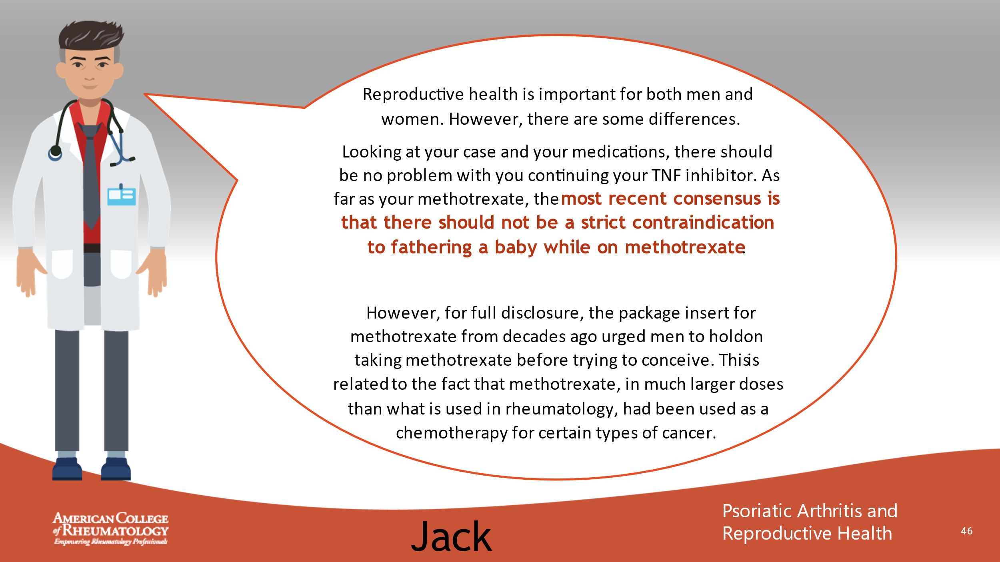 Reproductive health is important for both men and
women. However, there are some differences.
Looking at your case and your medications, there should
be no problem with you continuing your TNF inhibitor. As
far as your methotrexate, the most recent consensus is
that there should not be a strict contraindication
to fathering a baby while on methotrexate.
However, for full disclosure, the package insert for
methotrexate from decades ago urged men to holdon
taking methotrexate before trying to conceive. This is
related to the fact that methotrexate, in much larger doses
than what is used in rheumatology, had been used as a
chemotherapy for certain types of cancer.
AMERICAN COLLEGE
of RHEUMATOLOGY
Empowering Rheumatology Professionals
Jack
Psoriatic Arthritis and
Reproductive Health
46